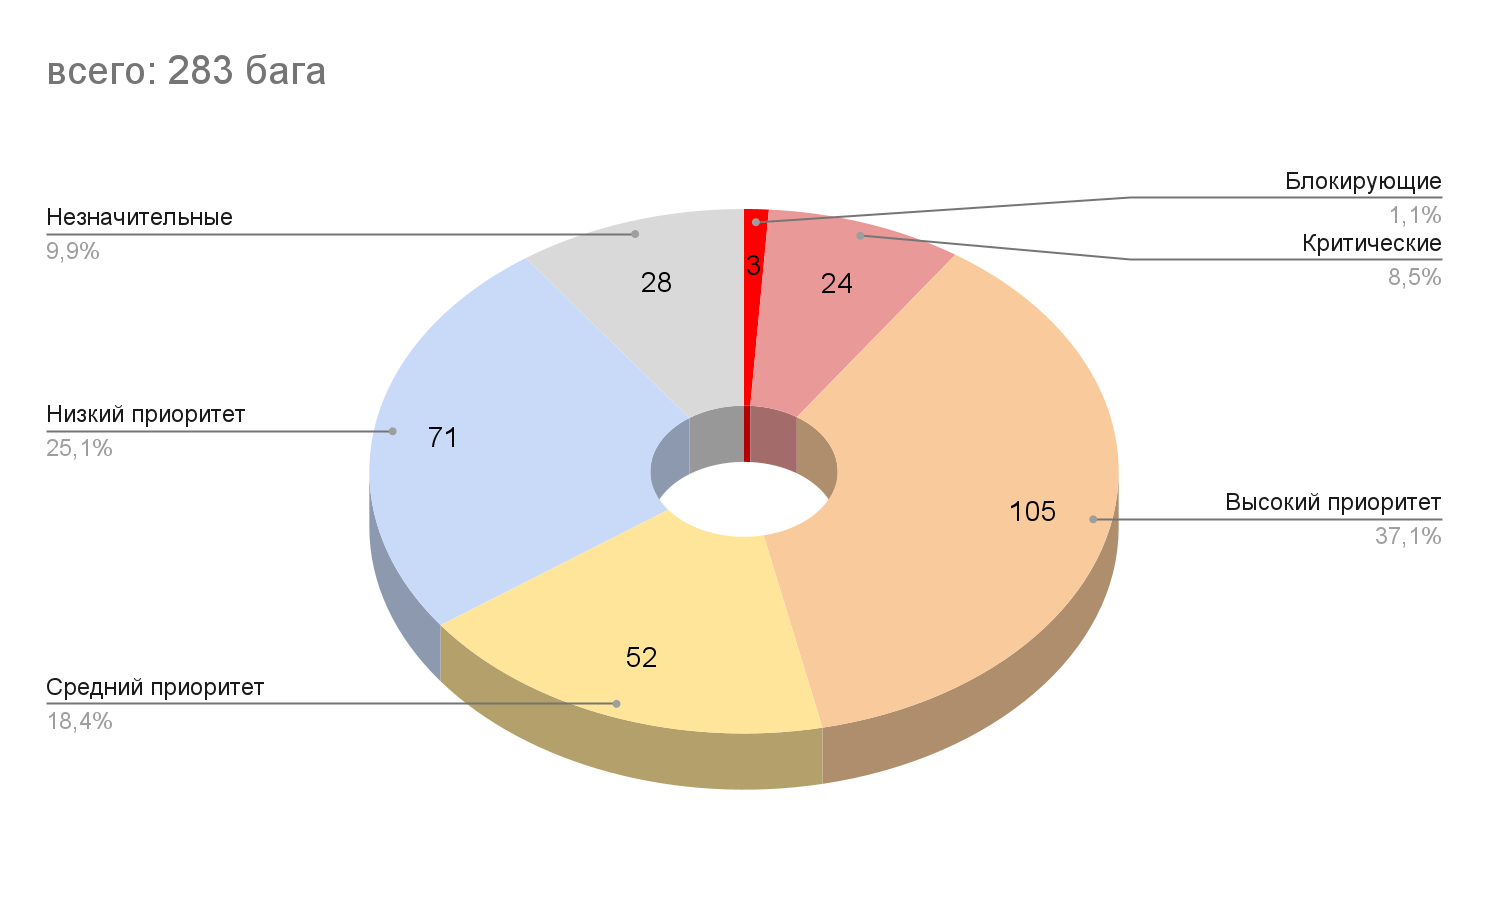 всего: 283 бага
Блокирующие
1,1%
Критические
8,5%
Незначительные
9,9%
3
28
24
Низкий приоритет
25,1%
71
Высокий приоритет
37,1%
105
52
Средний приоритет
18,4%